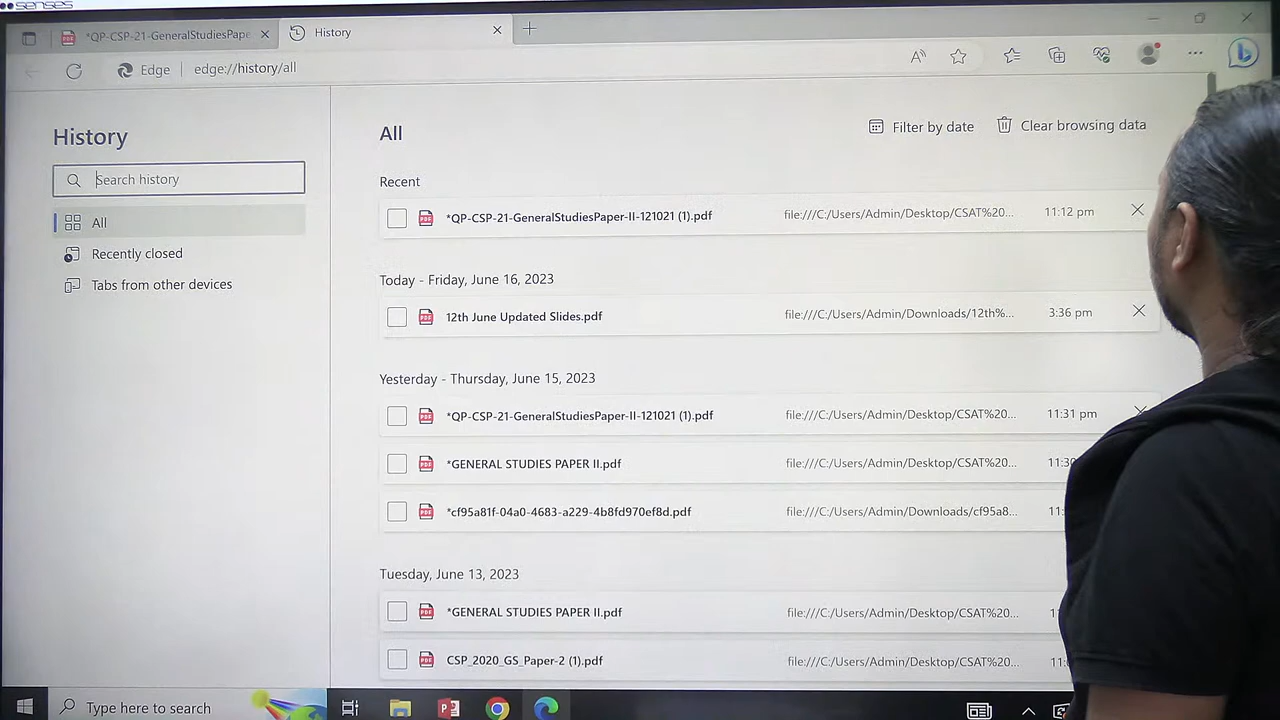 senses
*QP-CSP-21-GeneralStudiesPape
History
Edge
edge://history/all
History
Search history
All
Recently closed
Tabs from other devices
All
Filter by date
Clear browsing data
Recent
*QP-CSP-21-GeneralStudiesPaper-II-121021 (1).pdf file:///C:/Users/Admin/Desktop/CSAT%20... 11:12 pm
Today - Friday, June 16, 2023
12th June Updated Slides.pdf file:///C:/Users/Admin/Downloads/12th%... 3:36 pm
Yesterday - Thursday, June 15, 2023
*QP-CSP-21-GeneralStudiesPaper-II-121021 (1).pdf file:///C:/Users/Admin/Desktop/CSAT%20... 11:31 pm
*GENERAL STUDIES PAPER II.pdf file:///C:/Users/Admin/Desktop/CSAT%20...
*cf95a81f-04a0-4683-a229-4b8fd970ef8d.pdf file:///C:/Users/Admin/Downloads/cf95a8...
Tuesday, June 13, 2023
*GENERAL STUDIES PAPER II.pdf file:///C:/Users/Admin/Desktop/CSAT%20...
CSP_2020_GS_Paper-2 (1).pdf file:///C:/Users/Admin/Desktop/CSAT%20...
Type here to search